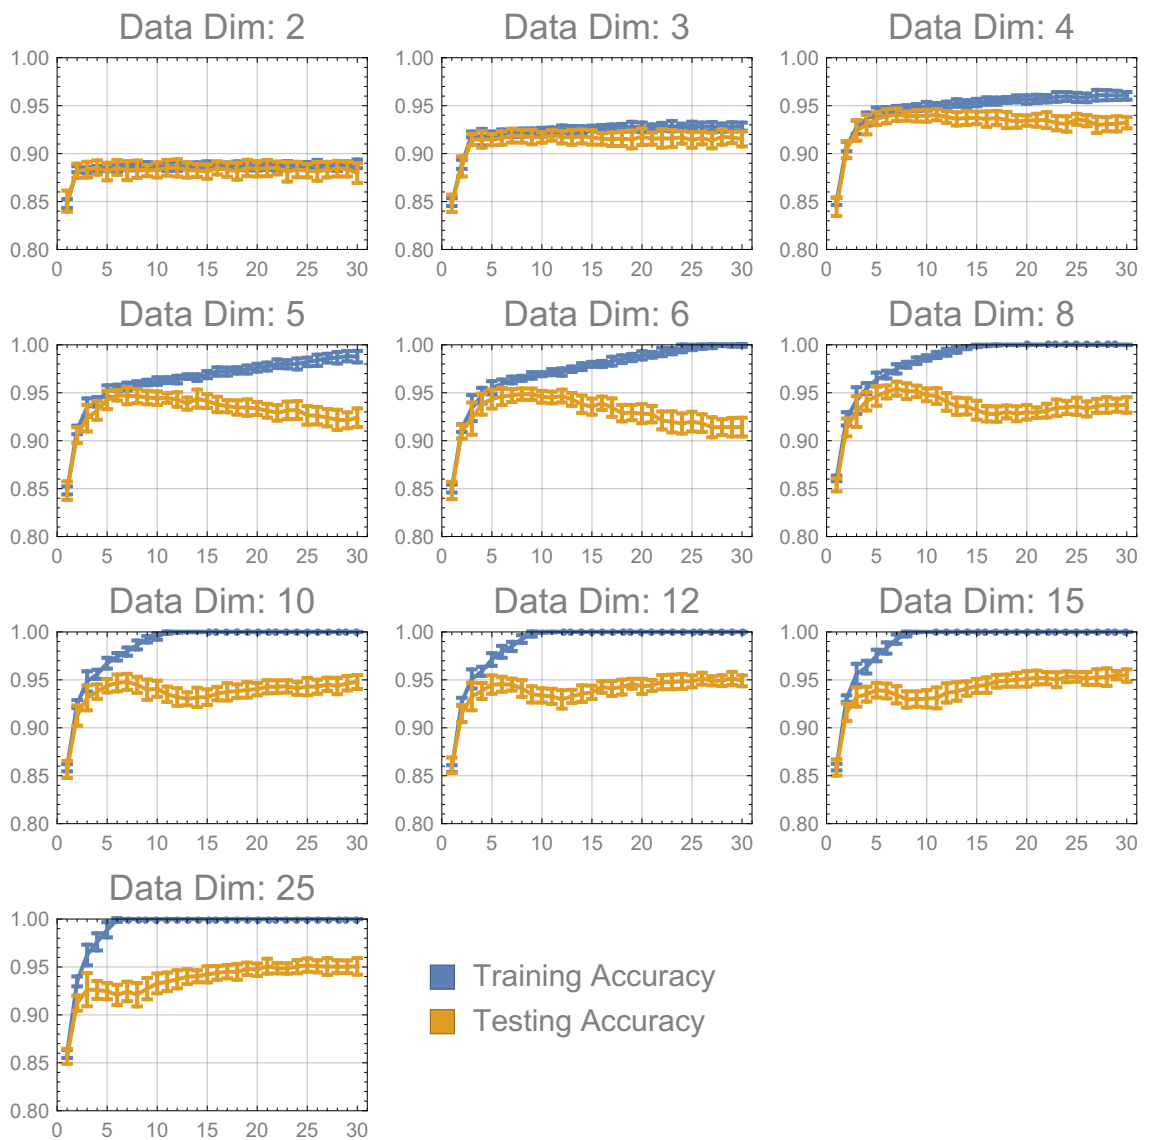 Data Dim: 2 Data Dim: 3 Data Dim: 4
1.00 1.00 1.00
0.95 0.95 0.95
0.90 0.90 0.90
0.85 0.85 0.85
0.80 0.80 0.80
0 5 10 15 20 25 30 0 5 10 15 20 25 30 0 5 10 15 20 25 30
Data Dim: 5 Data Dim: 6 Data Dim: 8
1.00 1.00 1.00
0.95 0.95 0.95
0.90 0.90 0.90
0.85 0.85 0.85
0.80 0.80 0.80
0 5 10 15 20 25 30 0 5 10 15 20 25 30 0 5 10 15 20 25 30
Data Dim: 10 Data Dim: 12 Data Dim: 15
1.00 1.00 1.00
0.95 0.95 0.95
0.90 0.90 0.90
0.85 0.85 0.85
0.80 0.80 0.80
0 5 10 15 20 25 30 0 5 10 15 20 25 30 0 5 10 15 20 25 30
Data Dim: 25
1.00
0.95
0.90
0.85
0.80
0 5 10 15 20 25 30
Training Accuracy
Testing Accuracy